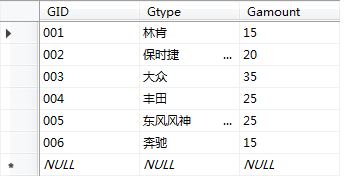 GID Gtype Gamount
001 林肯 15
002 保时捷 ... 20
003 大众 35
004 丰田 25
005 东风风神 ... 25
006 奔驰 15
NULL NULL NULL